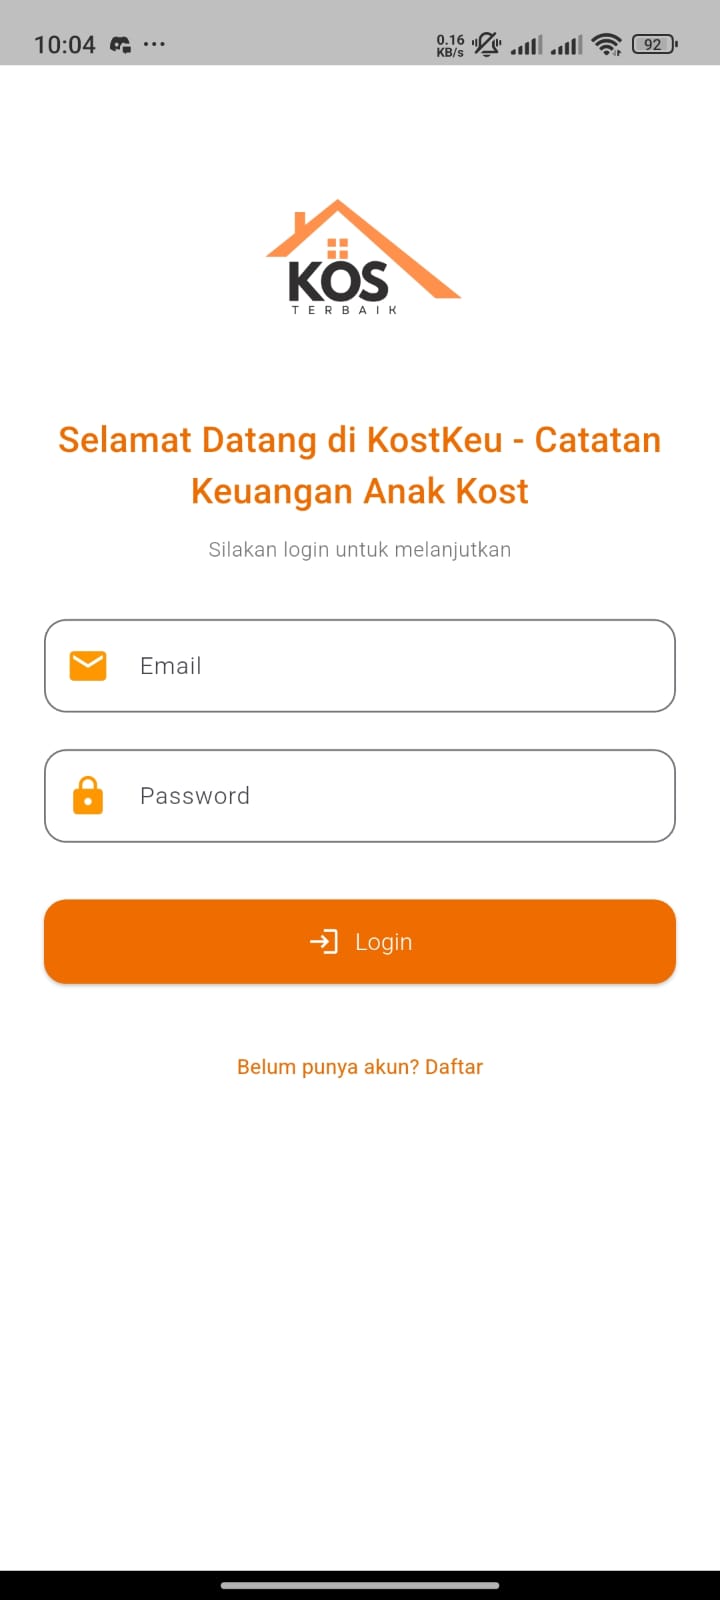 10:04
0.16
KB/s
92
KOS
TERBAIK
Selamat Datang di KostKeu - Catatan
Keuangan Anak Kost
Silakan login untuk melanjutkan
Email
Password
Login
Belum punya akun? Daftar